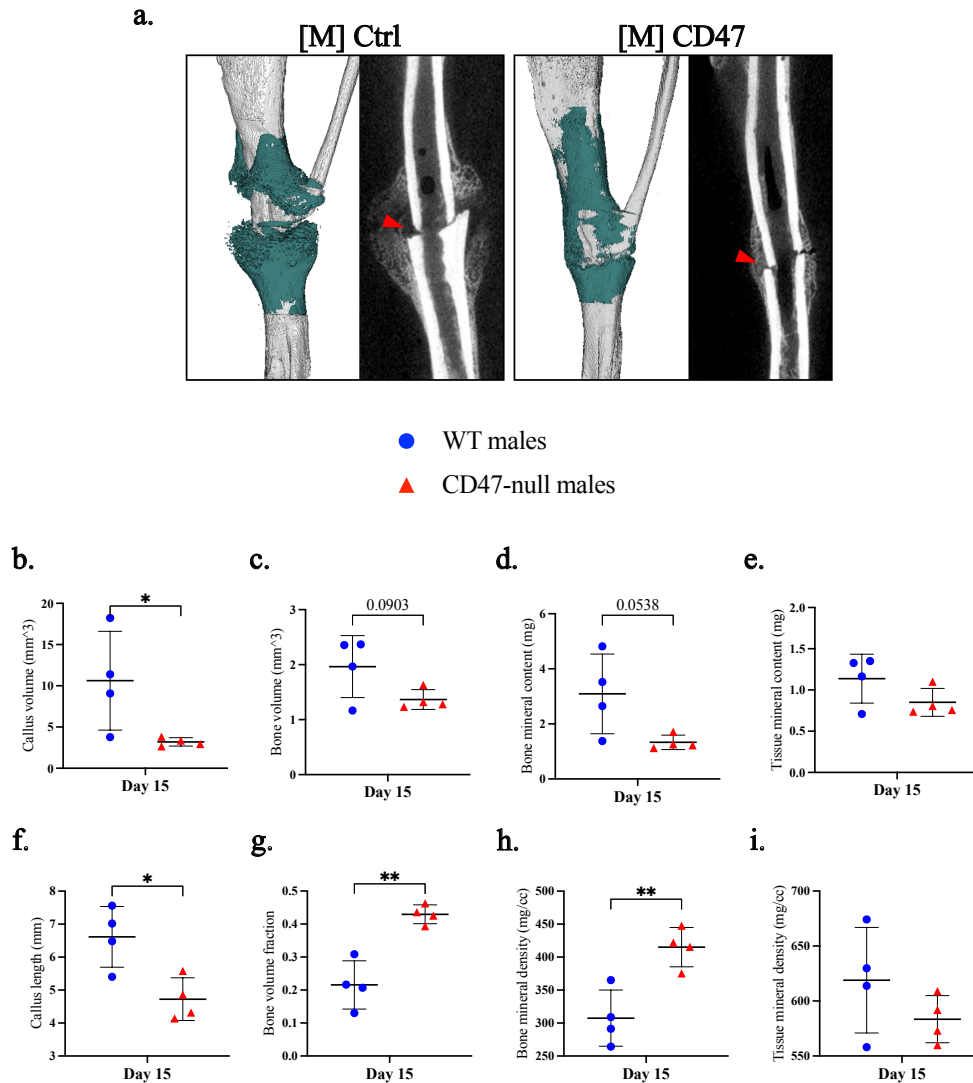 a.
[M] Ctrl
[M] CD47
WT males
CD47-null males
b.
Callus volume (mm^3)
20
15
10
5
0
*
Day 15
c.
Bone volume (mm^3)
3
2
1
0
0.0903
Day 15
d.
Bone mineral content (mg)
6
4
2
0
0.0538
Day 15
e.
Tissue mineral content (mg)
2.0
1.5
1.0
0.5
0.0
Day 15
f.
Callus length (mm)
8
7
6
5
4
3
*
Day 15
g.
Bone volume fraction
0.5
0.4
0.3
0.2
0.1
0.0
**
Day 15
h.
Bone mineral density (mg/cc)
500
450
400
350
300
250
**
Day 15
i.
Tissue mineral density (mg/cc)
700
650
600
550
Day 15